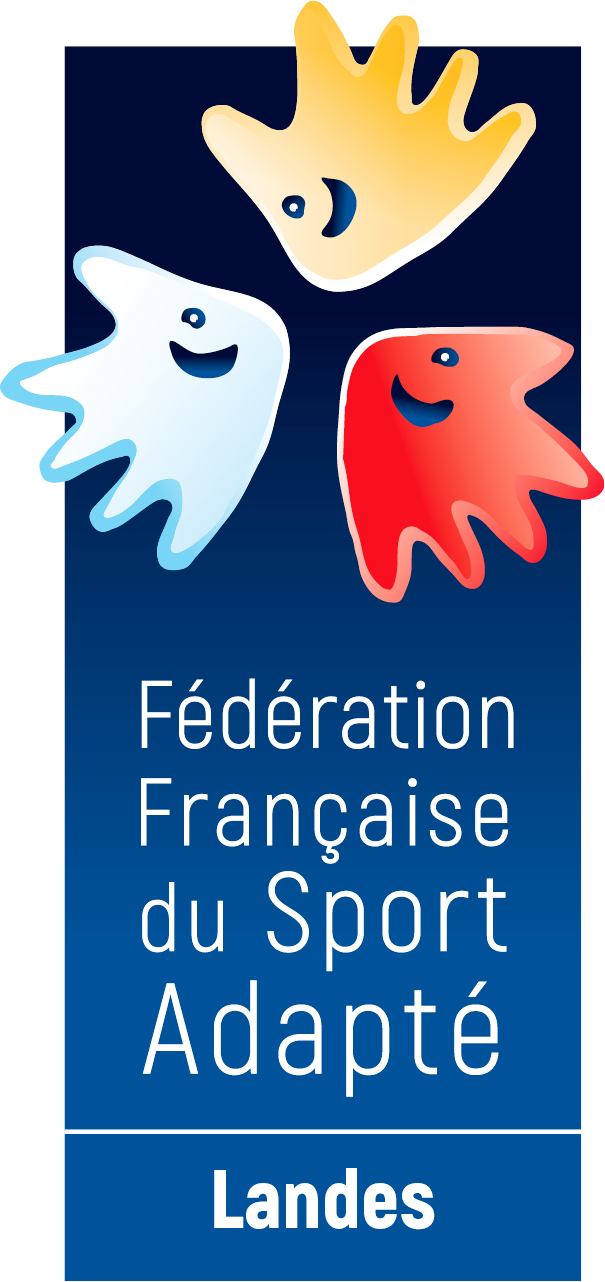 Fédération
Française
du Sport
Adapté
Landes